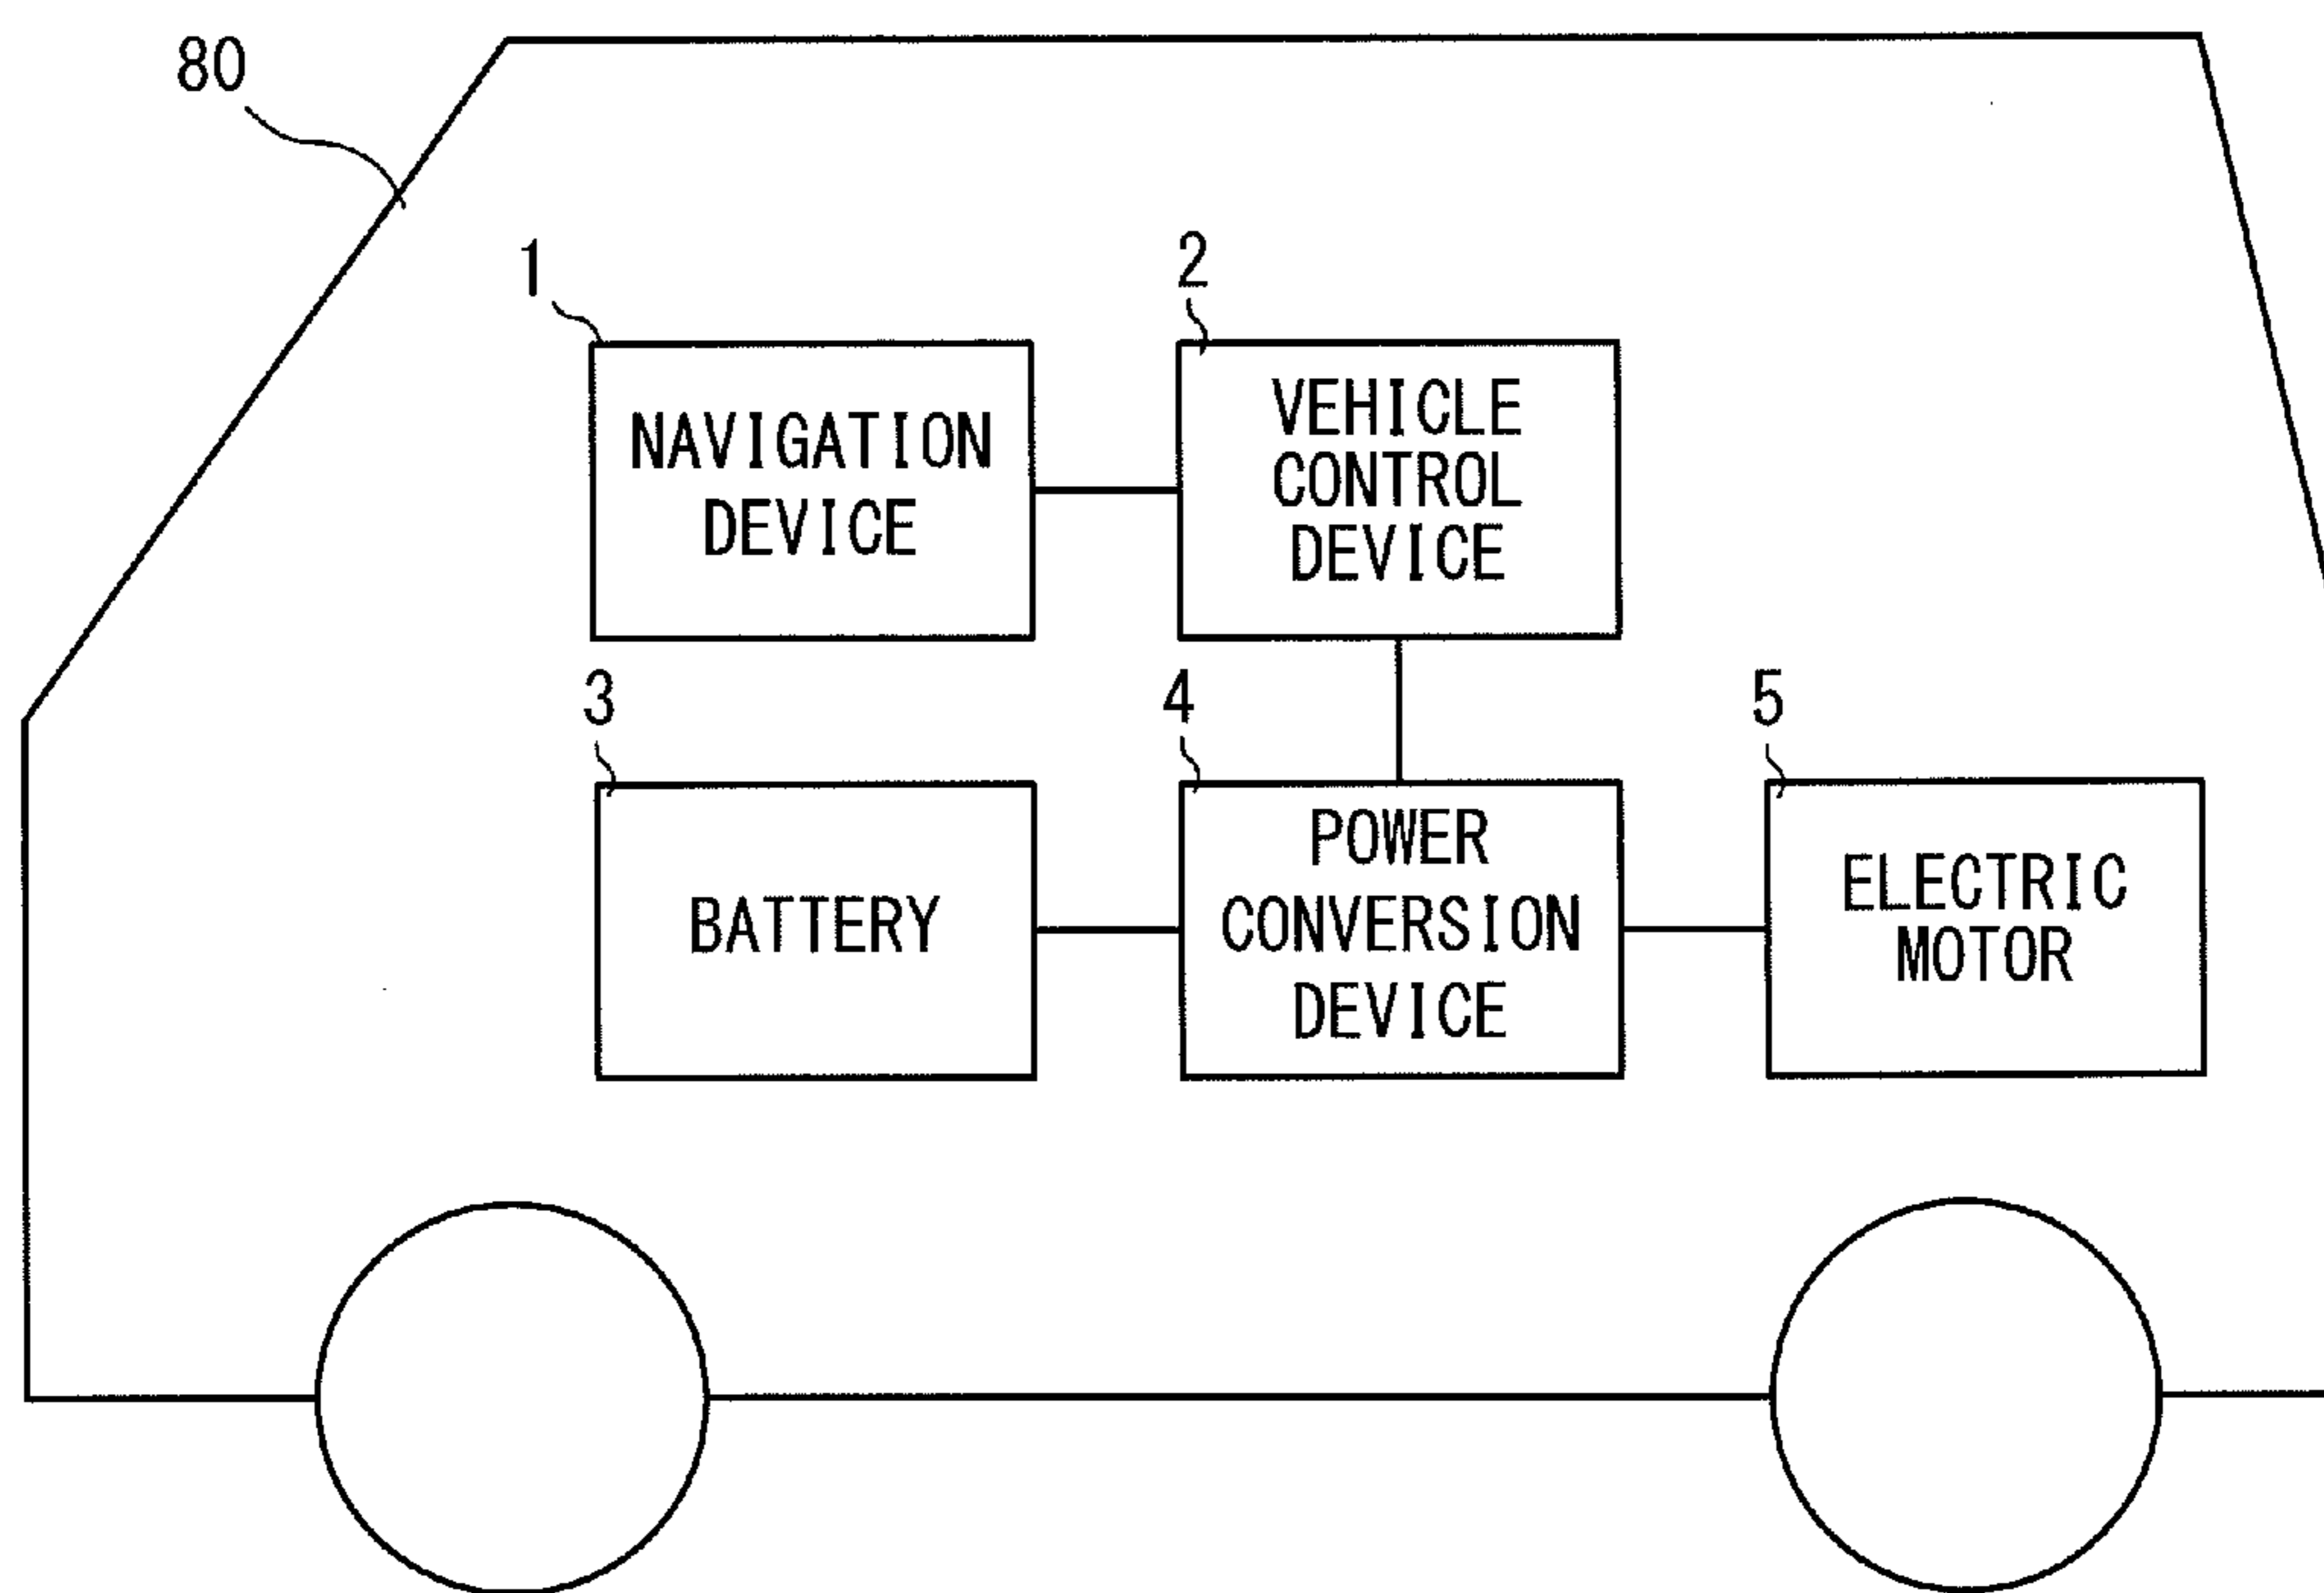 80
1
2
NAVIGATION
DEVICE
VEHICLE
CONTROL
DEVICE
3
4
5
BATTERY
POWER
CONVERSION
DEVICE
ELECTRIC
MOTOR